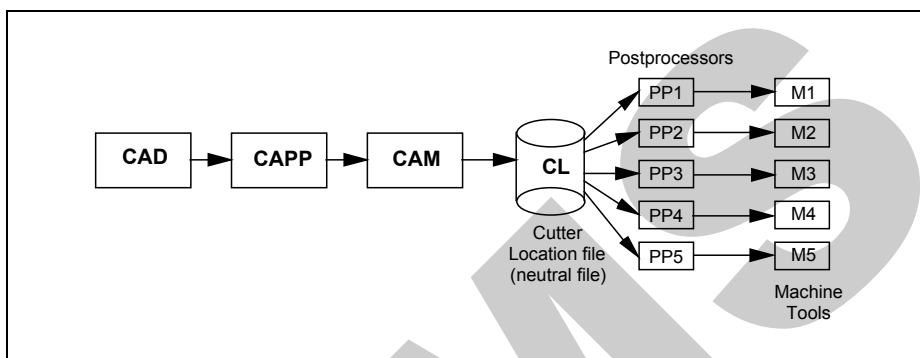 Postprocessors
CAD
CAPP
CAM
CL
Cutter
Location file
(neutral file)
PP1
M1
PP2
M2
PP3
M3
PP4
M4
PP5
M5
Machine
Tools
MS